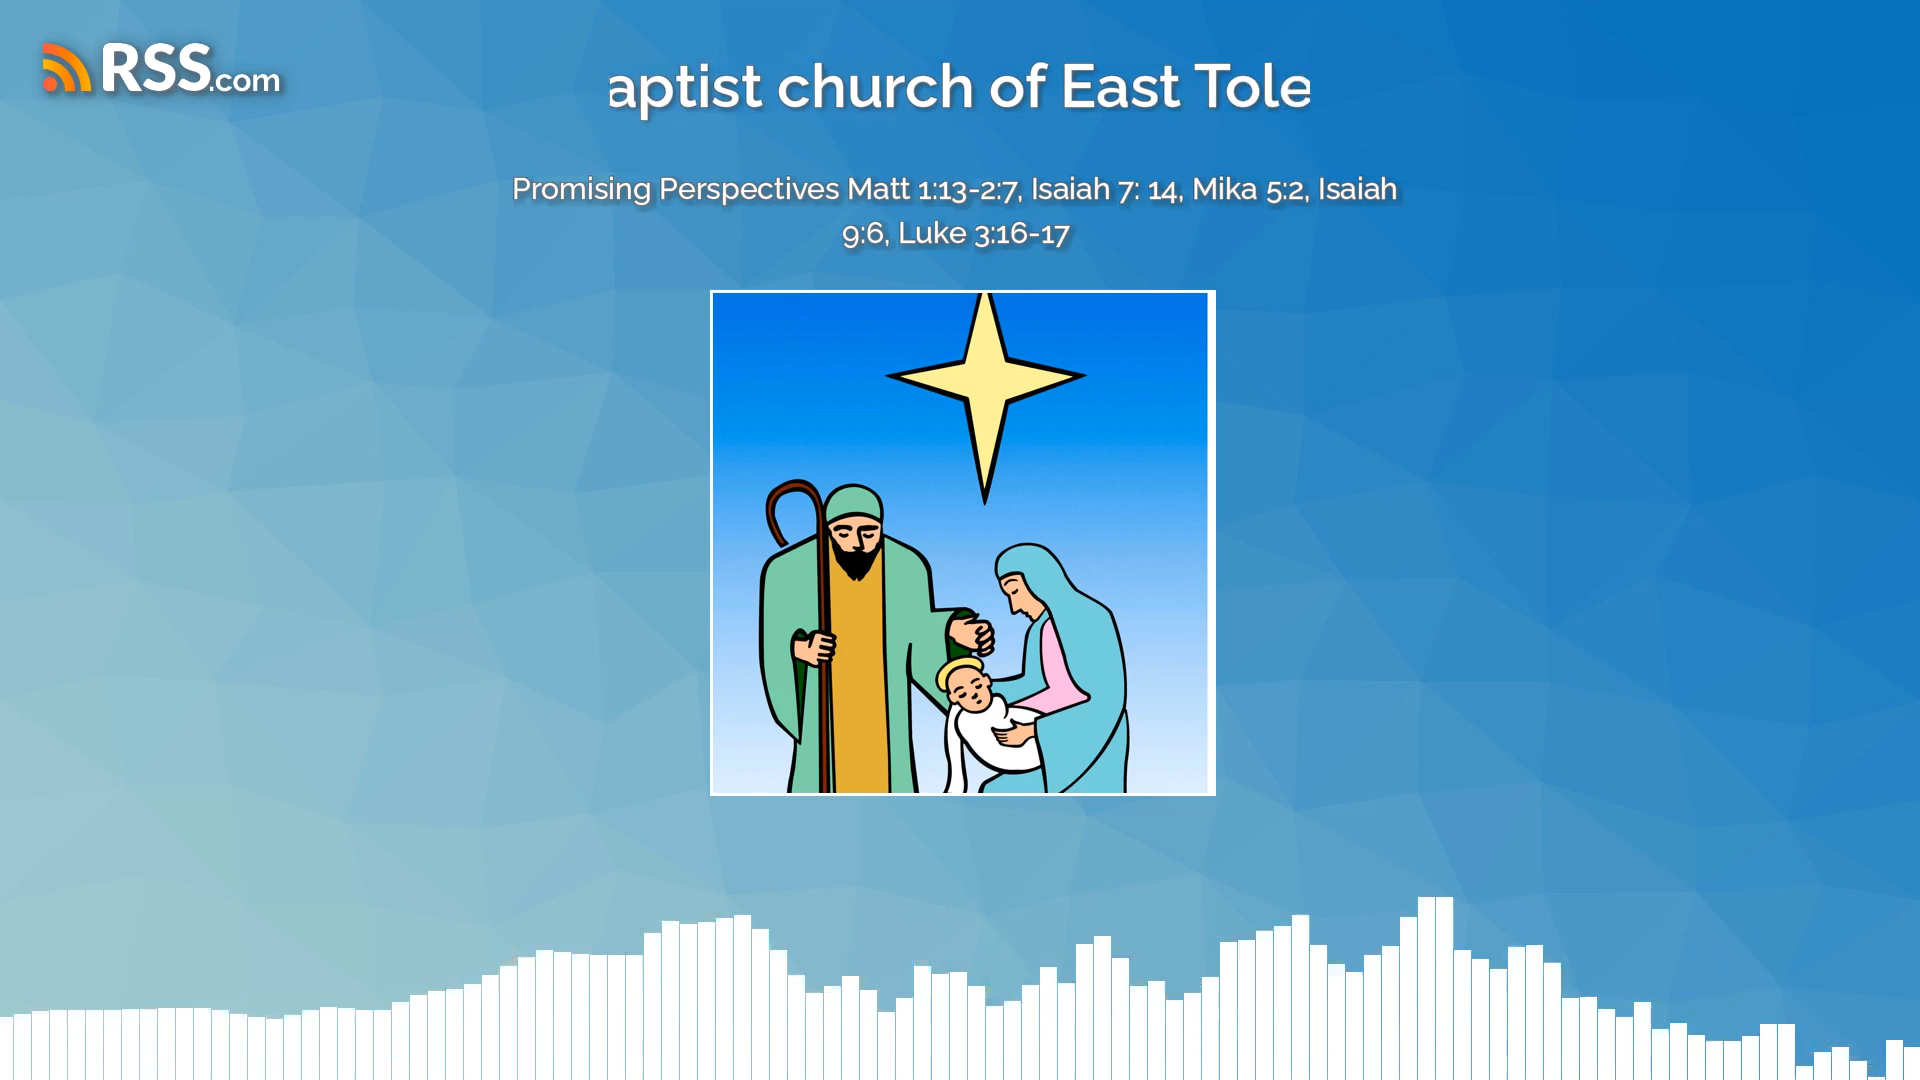 RSS.com
aptist church of East Tole
Promising Perspectives Matt 1:13-2:7, Isaiah 7: 14, Mika 5:2, Isaiah
9:6, Luke 3:16-17